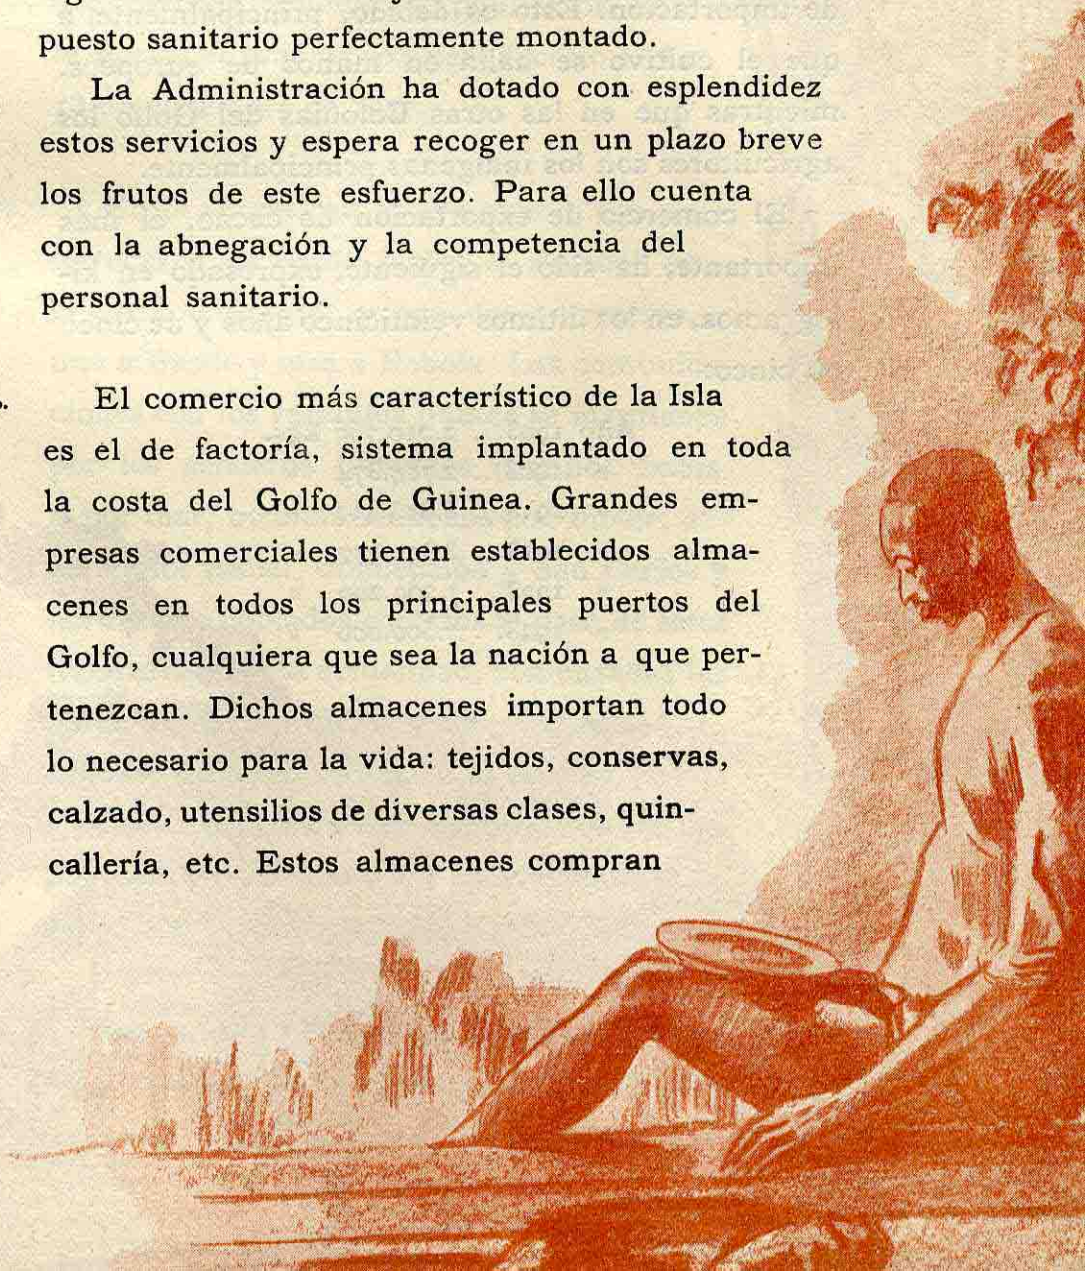 puesto sanitario perfectamente montado.
La Administración ha dotado con esplendidez
estos servicios y espera recoger en un plazo breve
los frutos de este esfuerzo. Para ello cuenta
con la abnegación y la competencia del
personal sanitario.
El comercio más característico de la Isla
es el de factoría, sistema implantado en toda
la costa del Golfo de Guinea. Grandes em-
presas comerciales tienen establecidos alma-
cenes en todos los principales puertos del
Golfo, cualquiera que sea la nación a que per-
tenezcan. Dichos almacenes importan todo
lo necesario para la vida: tejidos, conservas,
calzado, utensilios de diversas clases, quin-
callería, etc. Estos almacenes compran